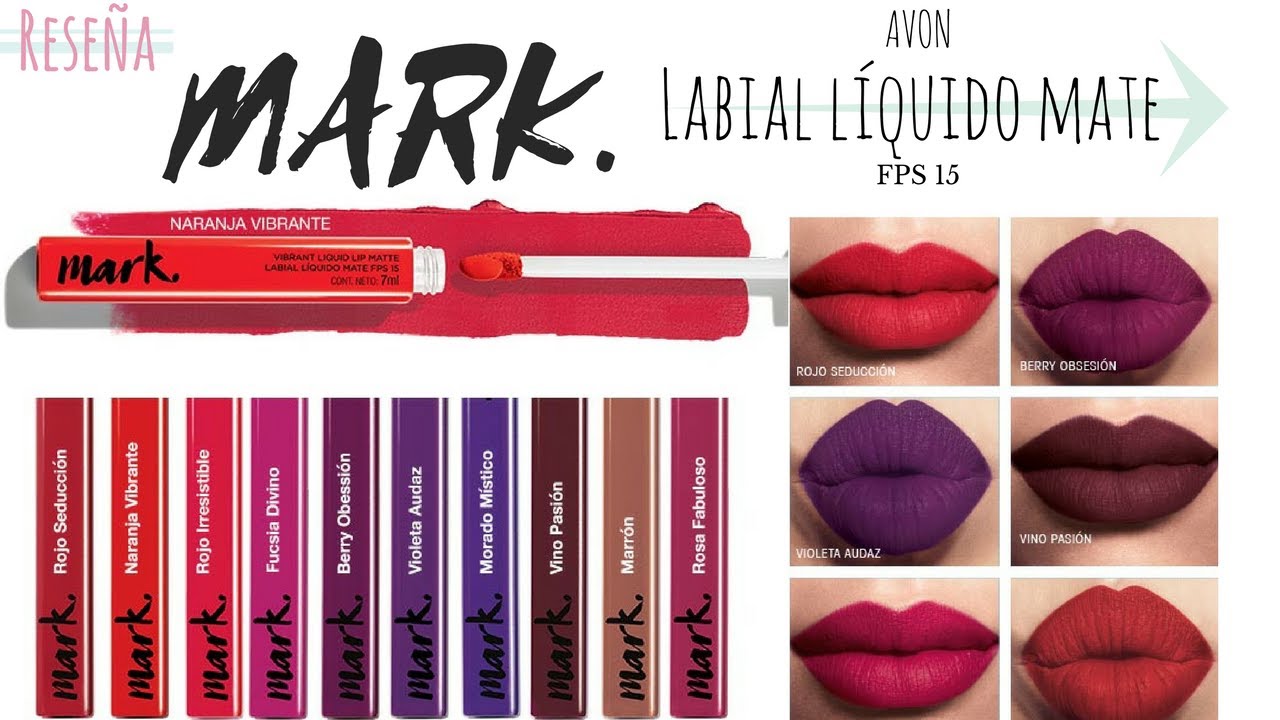 RESEÑA
MARK.
AVON
LABIAL LÍQUIDO MATE
FPS 15
NARANJA VIBRANTE
mark.
VIBRANT LIQUID LIP MATTE
LABIAL LÍQUIDO MATE FPS 15
CONT. NETO: 7ml
ROJO SEDUCCIÓN
BERRY OBSESIÓN
VIOLETA AUDAZ
VINO PASIÓN
mark. Rojo Seducción
mark. Naranja Vibrante
mark. Rojo Irresistible
mark. Fucsia Divino
mark. Berry Obessión
mark. Violeta Audaz
mark. Morado Místico
mark. Vino Pasión
mark. Marrón
mark. Rosa Fabuloso